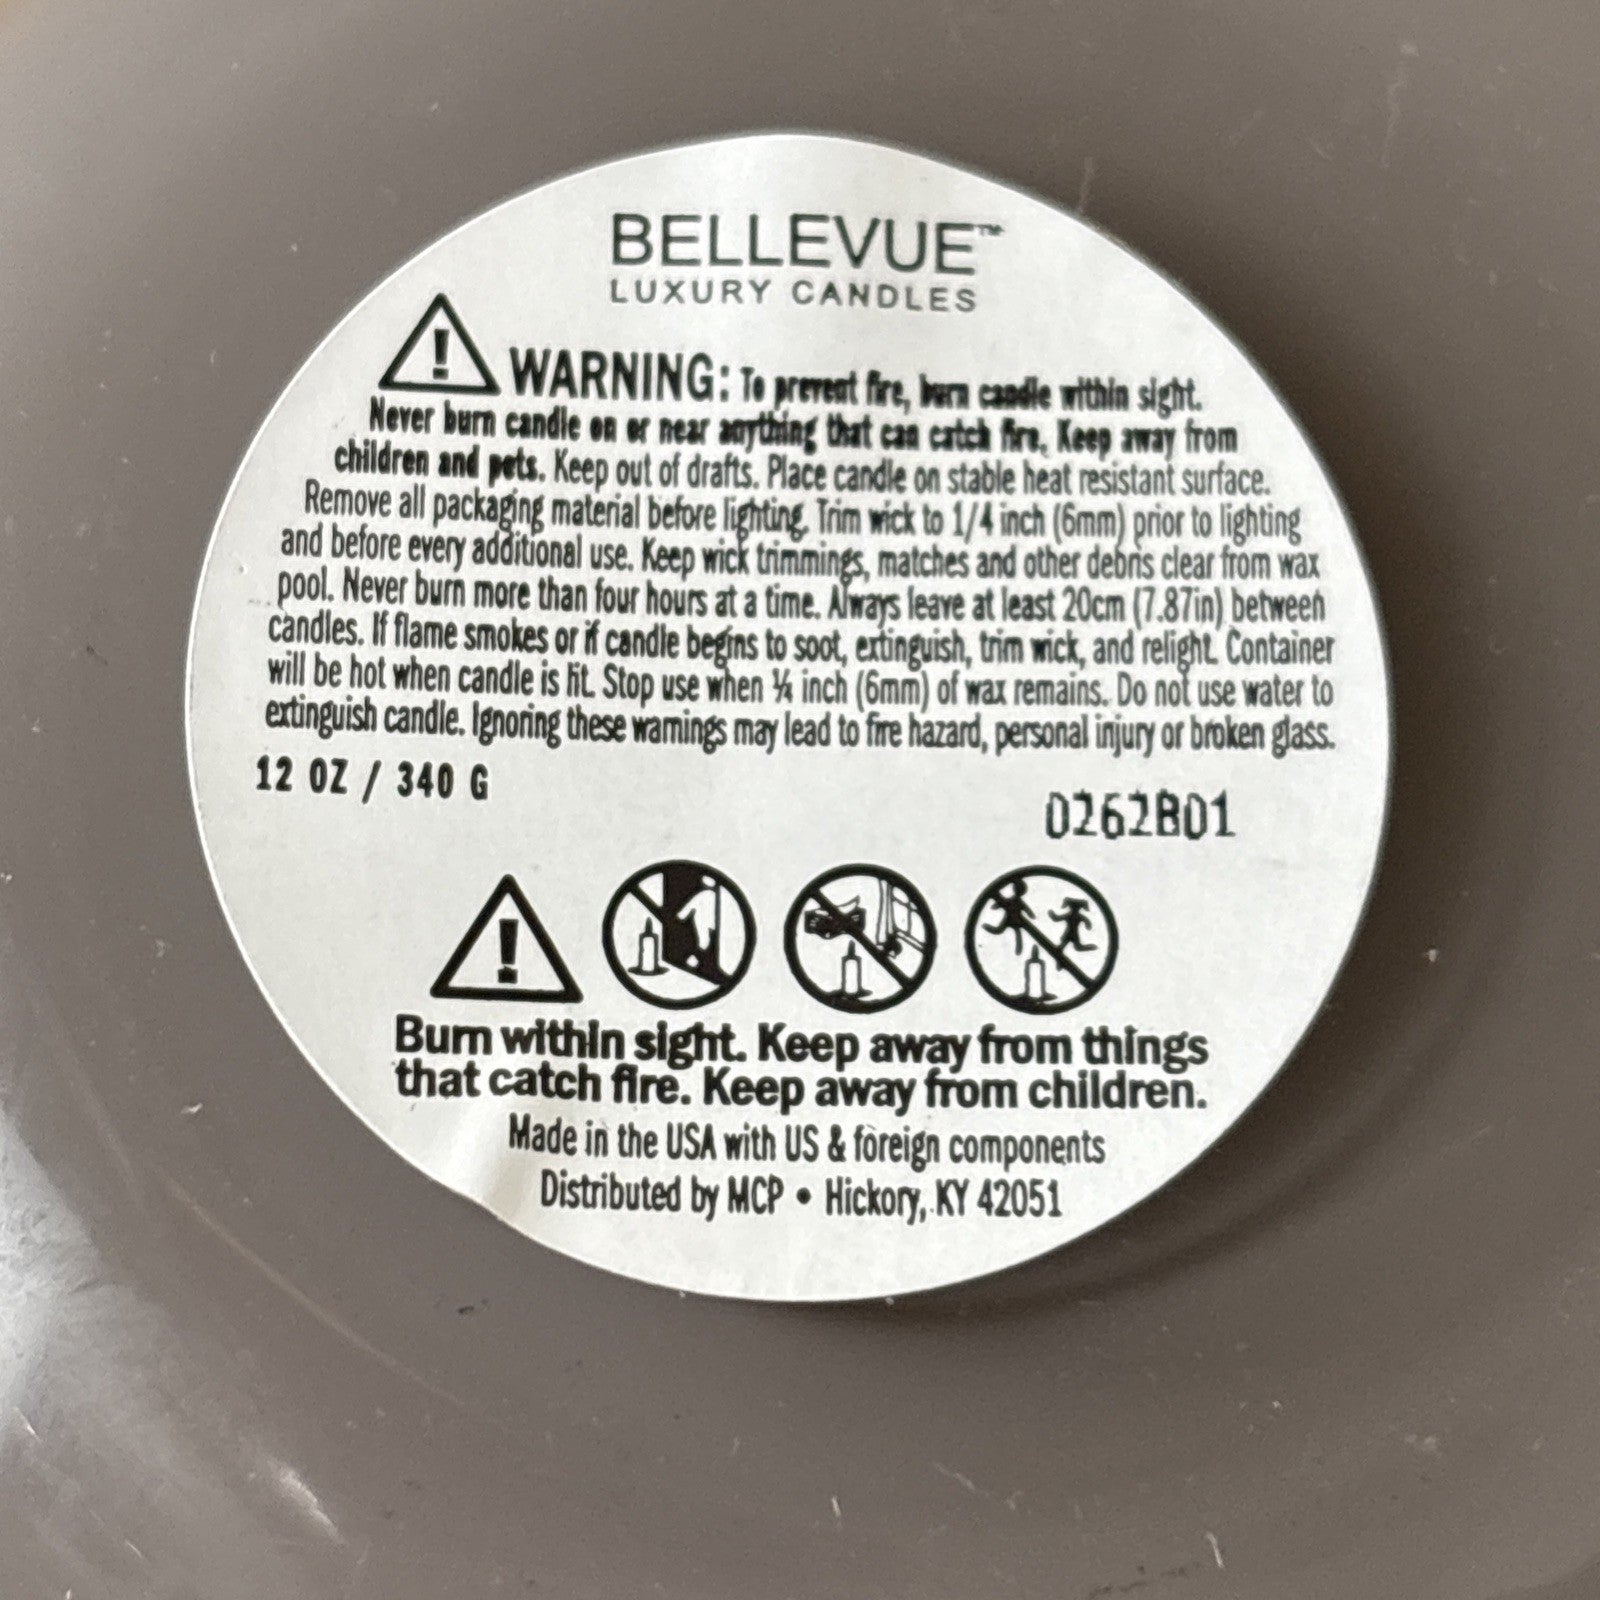 BELLEVUE™
LUXURY CANDLES
WARNING: To prevent fire, burn candle within sight.
Never burn candle on or near anything that can catch fire. Keep away from
children and pets. Keep out of drafts. Place candle on stable heat resistant surface.
Remove all packaging material before lighting. Trim wick to 1/4 inch (6mm) prior to lighting
and before every additional use. Keep wick trimmings, matches and other debris clear from wax
pool. Never burn more than four hours at a time. Always leave at least 20cm (7.87in) between
candles. If flame smokes or if candle begins to soot, extinguish, trim wick, and relight. Container
will be hot when candle is lit. Stop use when ¼ inch (6mm) of wax remains. Do not use water to
extinguish candle. Ignoring these warnings may lead to fire hazard, personal injury or broken glass.
12 OZ / 340 G
0262B01
Burn within sight. Keep away from things
that catch fire. Keep away from children.
Made in the USA with US & foreign components
Distributed by MCP • Hickory, KY 42051